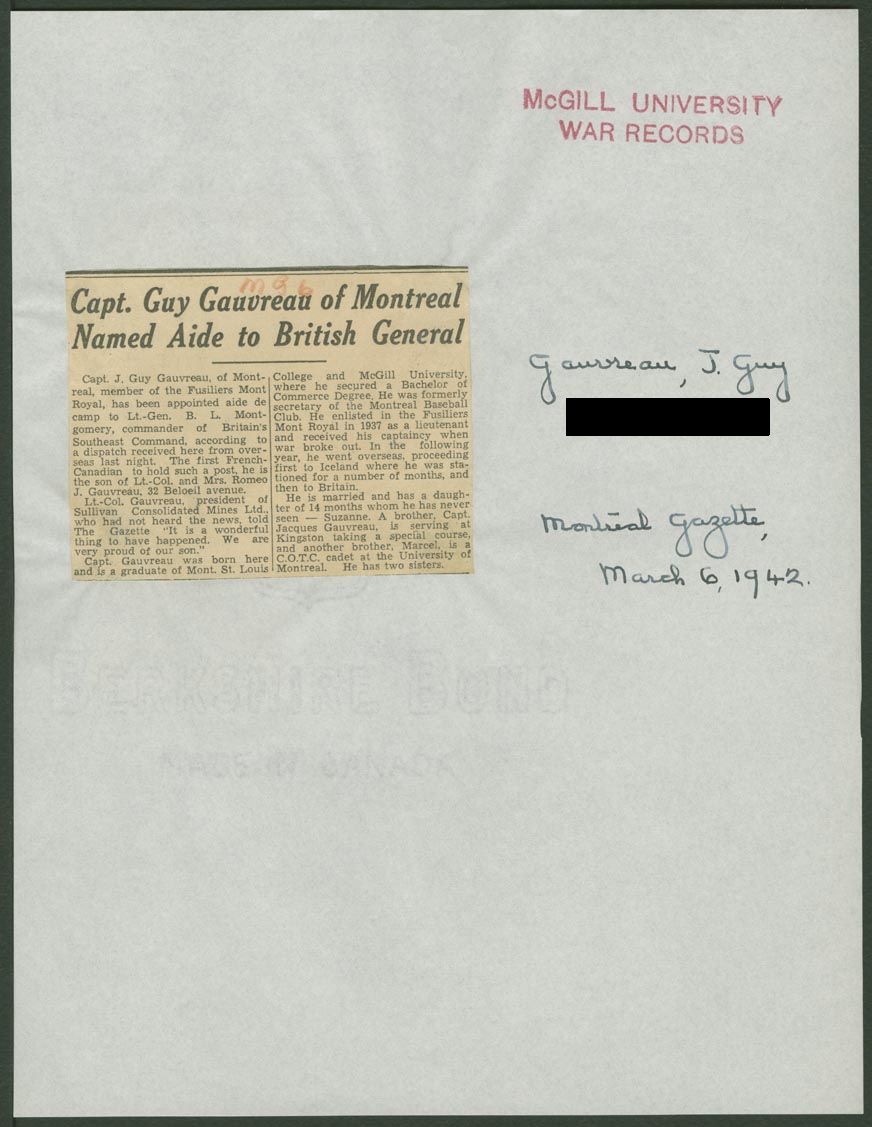 McGILL UNIVERSITY
WAR RECORDS
M 9 6
Capt. Guy Gauvreau of Montreal
Named Aide to British General
Capt. J. Guy Gauvreau, of Mont-
real, member of the Fusiliers Mont
Royal, has been appointed aide de
camp to Lt.-Gen. B. L. Mont-
gomery, commander of Britain's
Southeast Command, according to
a dispatch received here from over-
seas last night. The first French-
Canadian to hold such a post, he is
the son of Lt.-Col. and Mrs. Romeo
J. Gauvreau, 32 Beloeil avenue.
Lt.-Col. Gauvreau, president of
Sullivan Consolidated Mines Ltd.,
who had not heard the news, told
The Gazette "It is a wonderful
thing to have happened. We are
very proud of our son."
Capt. Gauvreau was born here
and is a graduate of Mont. St. Louis
College and McGill University,
where he secured a Bachelor of
Commerce Degree. He was formerly
secretary of the Montreal Baseball
Club. He enlisted in the Fusiliers
Mont Royal in 1937 as a lieutenant
and received his captaincy when
war broke out. In the following
year, he went overseas, proceeding
first to Iceland where he was sta-
tioned for a number of months, and
then to Britain.
He is married and has a daugh-
ter of 14 months whom he has never
seen — Suzanne. A brother, Capt.
Jacques Gauvreau, is serving at
Kingston taking a special course,
and another brother, Marcel, is a
C.O.T.C. cadet at the University of
Montreal. He has two sisters.
Gauvreau, J. Guy
Montreal Gazette,
March 6, 1942.
BERKSHIRE BOND
MADE IN CANADA